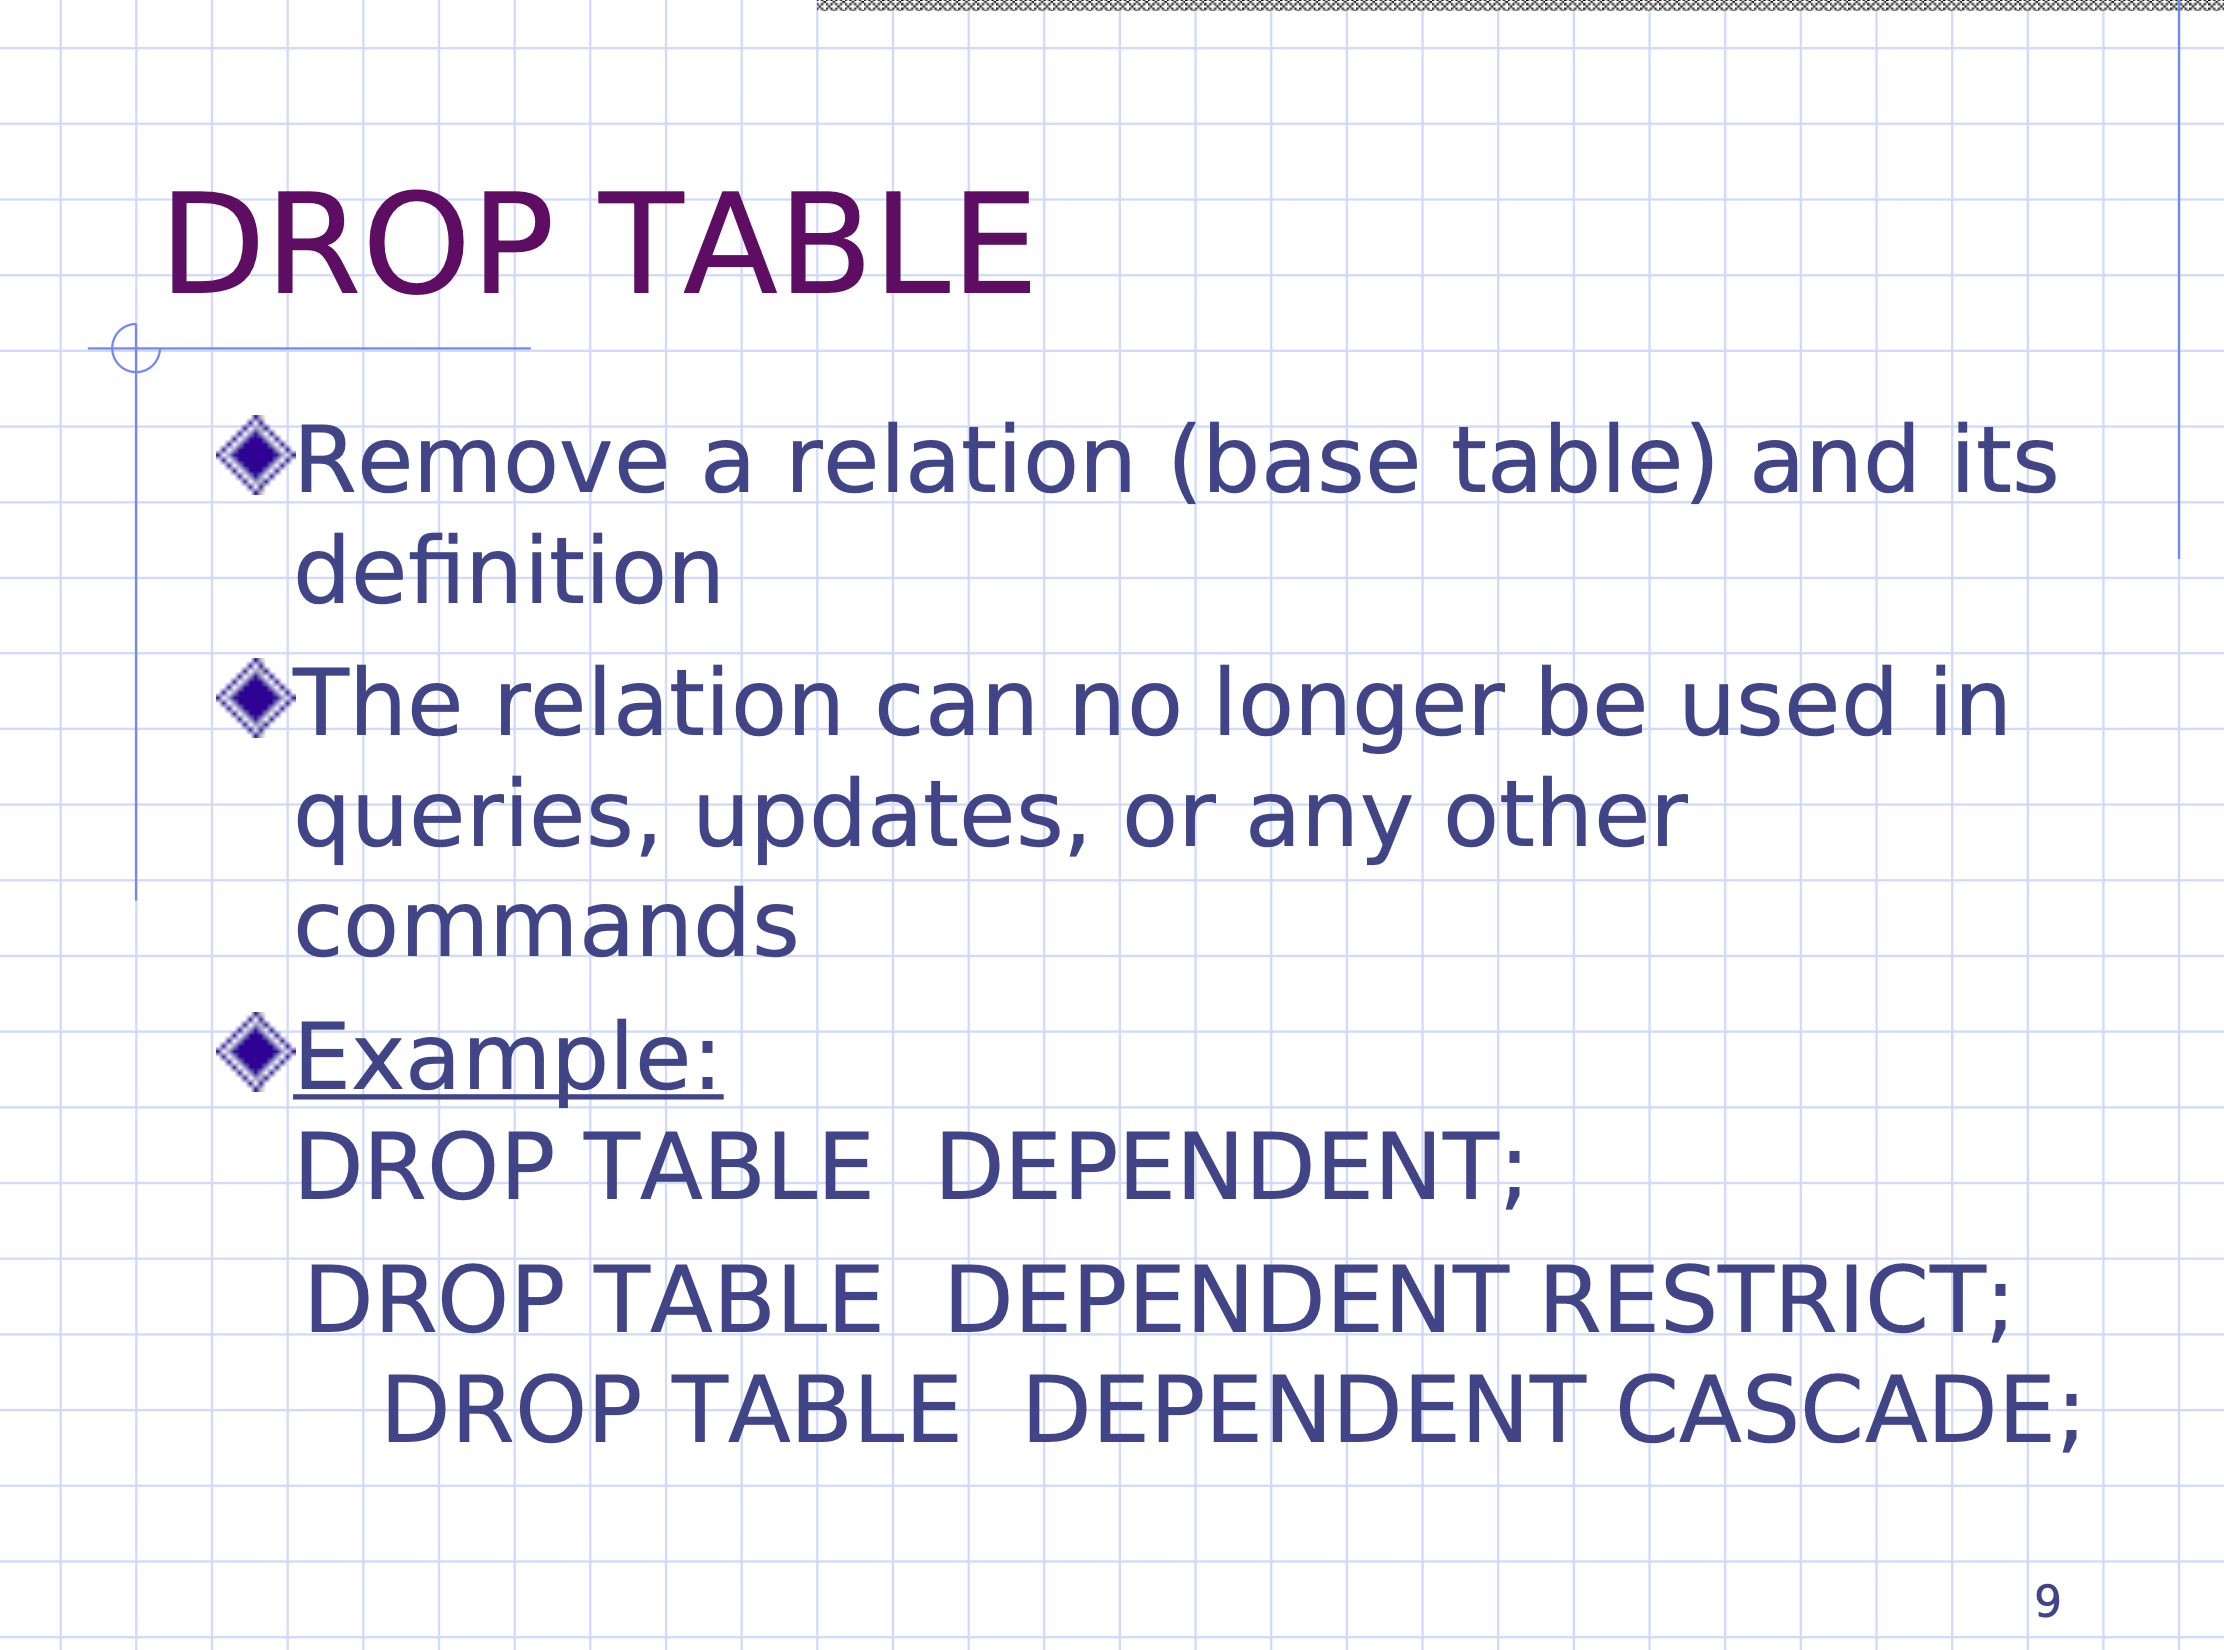 DROP TABLE
Remove a relation (base table) and its
definition
The relation can no longer be used in
queries, updates, or any other
commands
Example:
DROP TABLE  DEPENDENT;
DROP TABLE  DEPENDENT RESTRICT;
DROP TABLE  DEPENDENT CASCADE;
9